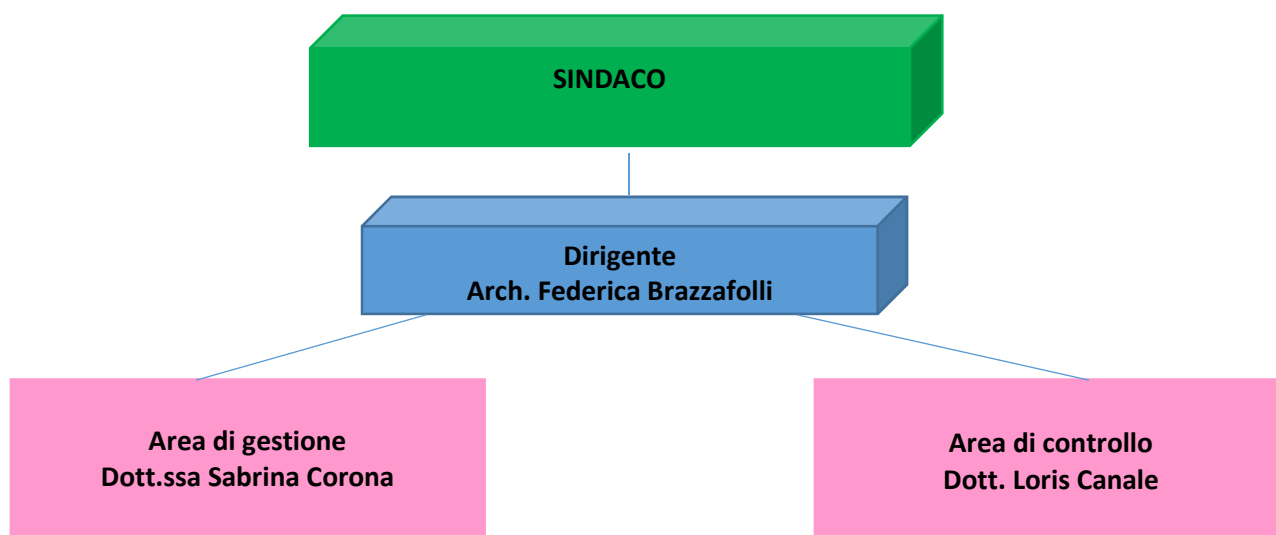 SINDACO
Dirigente
Arch. Federica Brazzafolli
Area di gestione
Dott.ssa Sabrina Corona
Area di controllo
Dott. Loris Canale